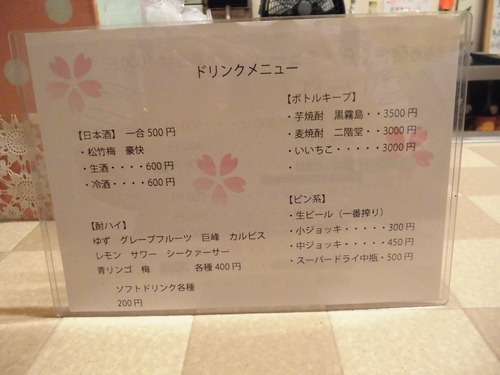 ドリンクメニュー
【日本酒】 一合 500 円
・松竹梅 豪快
・生酒・・・・600 円
・冷酒・・・・600 円
【酎ハイ】
ゆず グレープフルーツ 巨峰 カルピス
レモン サワー シークァーサー
青リンゴ 梅 各種 400 円
ソフトドリンク各種
200 円
【ボトルキープ】
・芋焼酎 黒霧島・・3500 円
・麦焼酎 二階堂・・3000 円
・いいちこ・・・・・3000 円
・
【ビン系】
・生ビール（一番搾り）
・小ジョッキ・・・・・300 円
・中ジョッキ・・・・・450 円
・スーパードライ中瓶・500 円